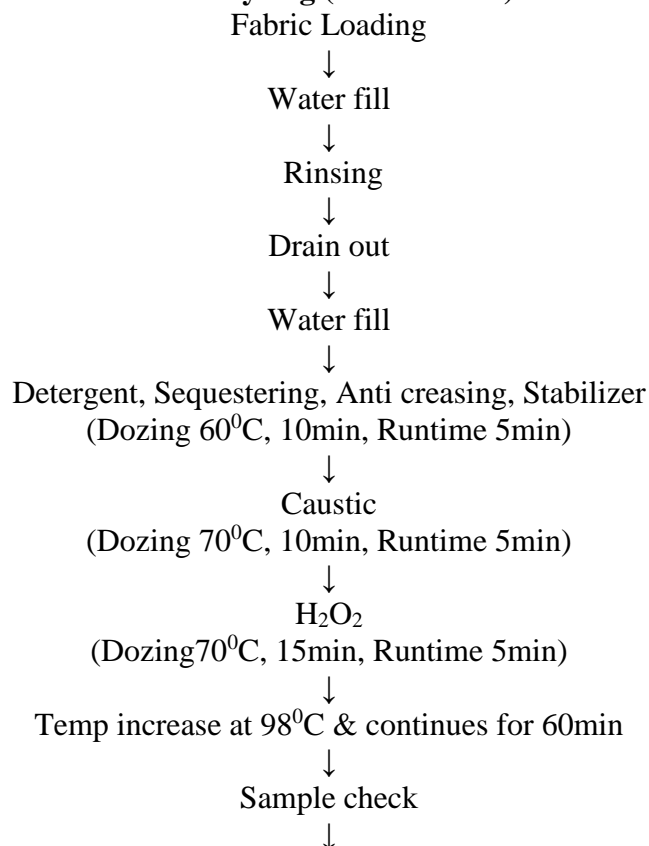 Fabric Loading
↓
Water fill
↓
Rinsing
↓
Drain out
↓
Water fill
↓
Detergent, Sequestering, Anti creasing, Stabilizer
(Dozing 60⁰C, 10min, Runtime 5min)
↓
Caustic
(Dozing 70⁰C, 10min, Runtime 5min)
↓
H₂O₂
(Dozing70⁰C, 15min, Runtime 5min)
↓
Temp increase at 98⁰C & continues for 60min
↓
Sample check
↓